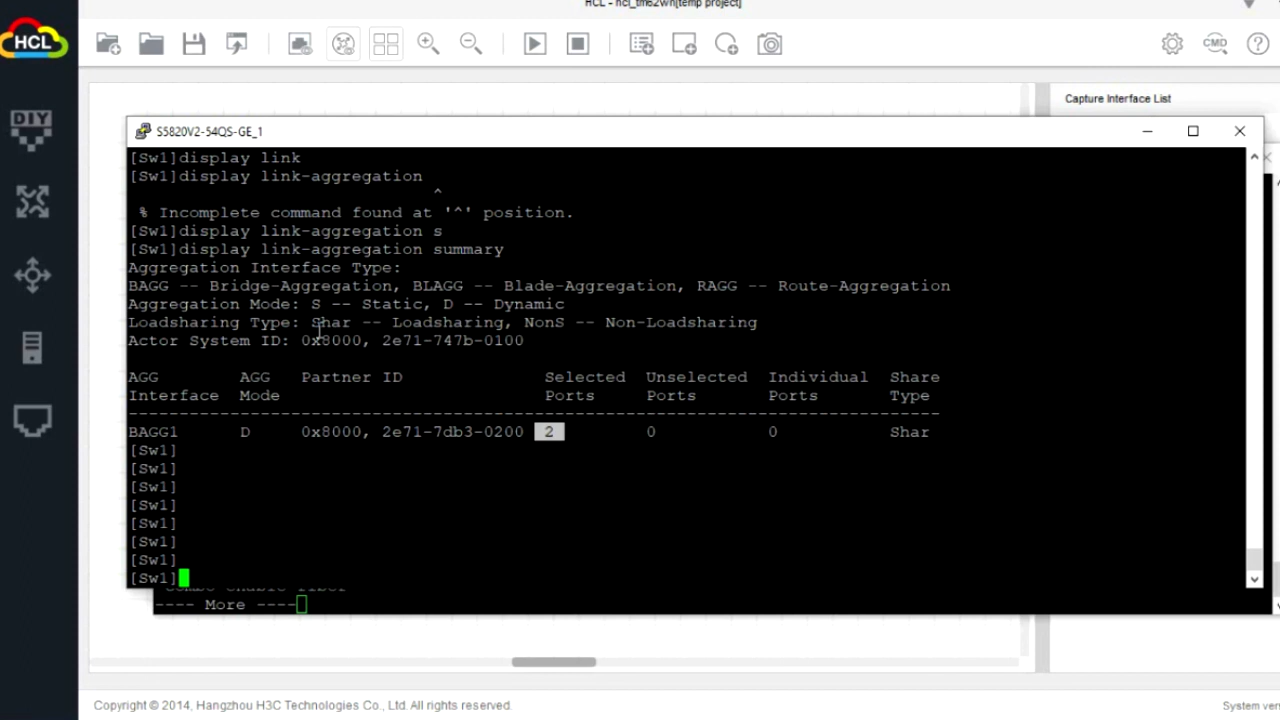 HCL - hcl_tm62wh[temp project]
HCL
DIY
CMD
Capture Interface List
S5820V2-54QS-GE_1
[Sw1]display link
[Sw1]display link-aggregation
^
% Incomplete command found at '^' position.
[Sw1]display link-aggregation s
[Sw1]display link-aggregation summary
Aggregation Interface Type:
BAGG -- Bridge-Aggregation, BLAGG -- Blade-Aggregation, RAGG -- Route-Aggregation
Aggregation Mode: S -- Static, D -- Dynamic
Loadsharing Type: Shar -- Loadsharing, NonS -- Non-Loadsharing
Actor System ID: 0x8000, 2e71-747b-0100
AGG AGG Partner ID Selected Unselected Individual Share
Interface Mode Ports Ports Ports Type
--------------------------------------------------------------------------------
BAGG1 D 0x8000, 2e71-7db3-0200 2 0 0 Shar
[Sw1]
[Sw1]
[Sw1]
[Sw1]
[Sw1]
[Sw1]
[Sw1]
[Sw1]
---- More ----
Copyright © 2014, Hangzhou H3C Technologies Co., Ltd. All rights reserved.
System ver